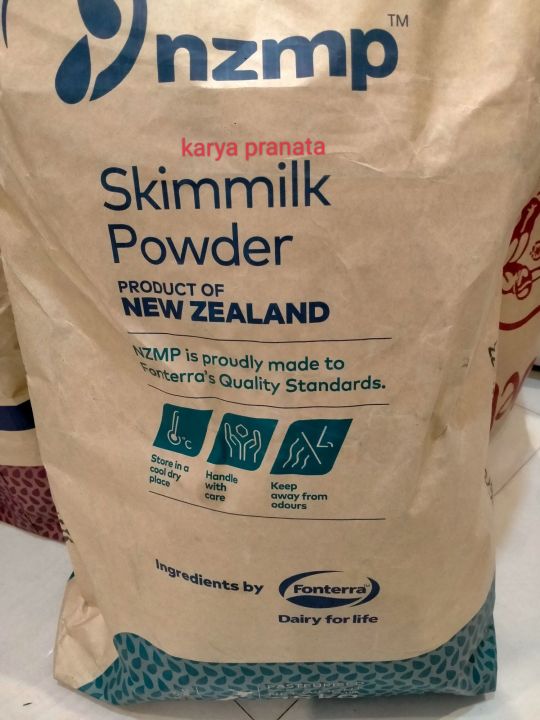 nzmp™
karya pranata
Skimmilk
Powder
PRODUCT OF
NEW ZEALAND
NZMP is proudly made to
Fonterra's Quality Standards.
°C
Store in a
cool dry
place
Handle
with
care
Keep
away from
odours
Ingredients by
Fonterra
Dairy for life
PASTEURISED